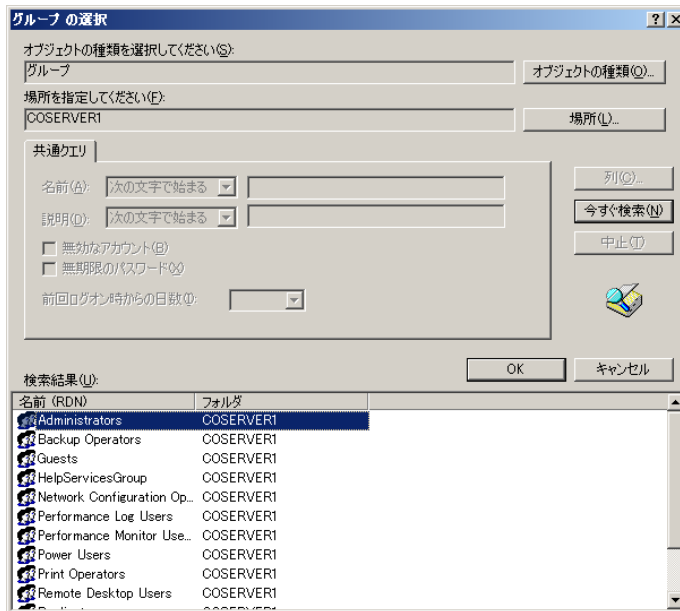 グループ の選択
オブジェクトの種類を選択してください(S):
グループ
オブジェクトの種類(O)...
場所を指定してください(F):
COSERVER1
場所(L)...
共通クエリ
名前(A):
次の文字で始まる
列(C)...
説明(D):
次の文字で始まる
今すぐ検索(N)
無効なアカウント(B)
中止(T)
無期限のパスワード(X)
前回ログオン時からの日数(I):
OK
キャンセル
検索結果(U):
名前 (RDN) フォルダ
Administrators COSERVER1
Backup Operators COSERVER1
Guests COSERVER1
HelpServicesGroup COSERVER1
Network Configuration Op... COSERVER1
Performance Log Users COSERVER1
Performance Monitor Use... COSERVER1
Power Users COSERVER1
Print Operators COSERVER1
Remote Desktop Users COSERVER1